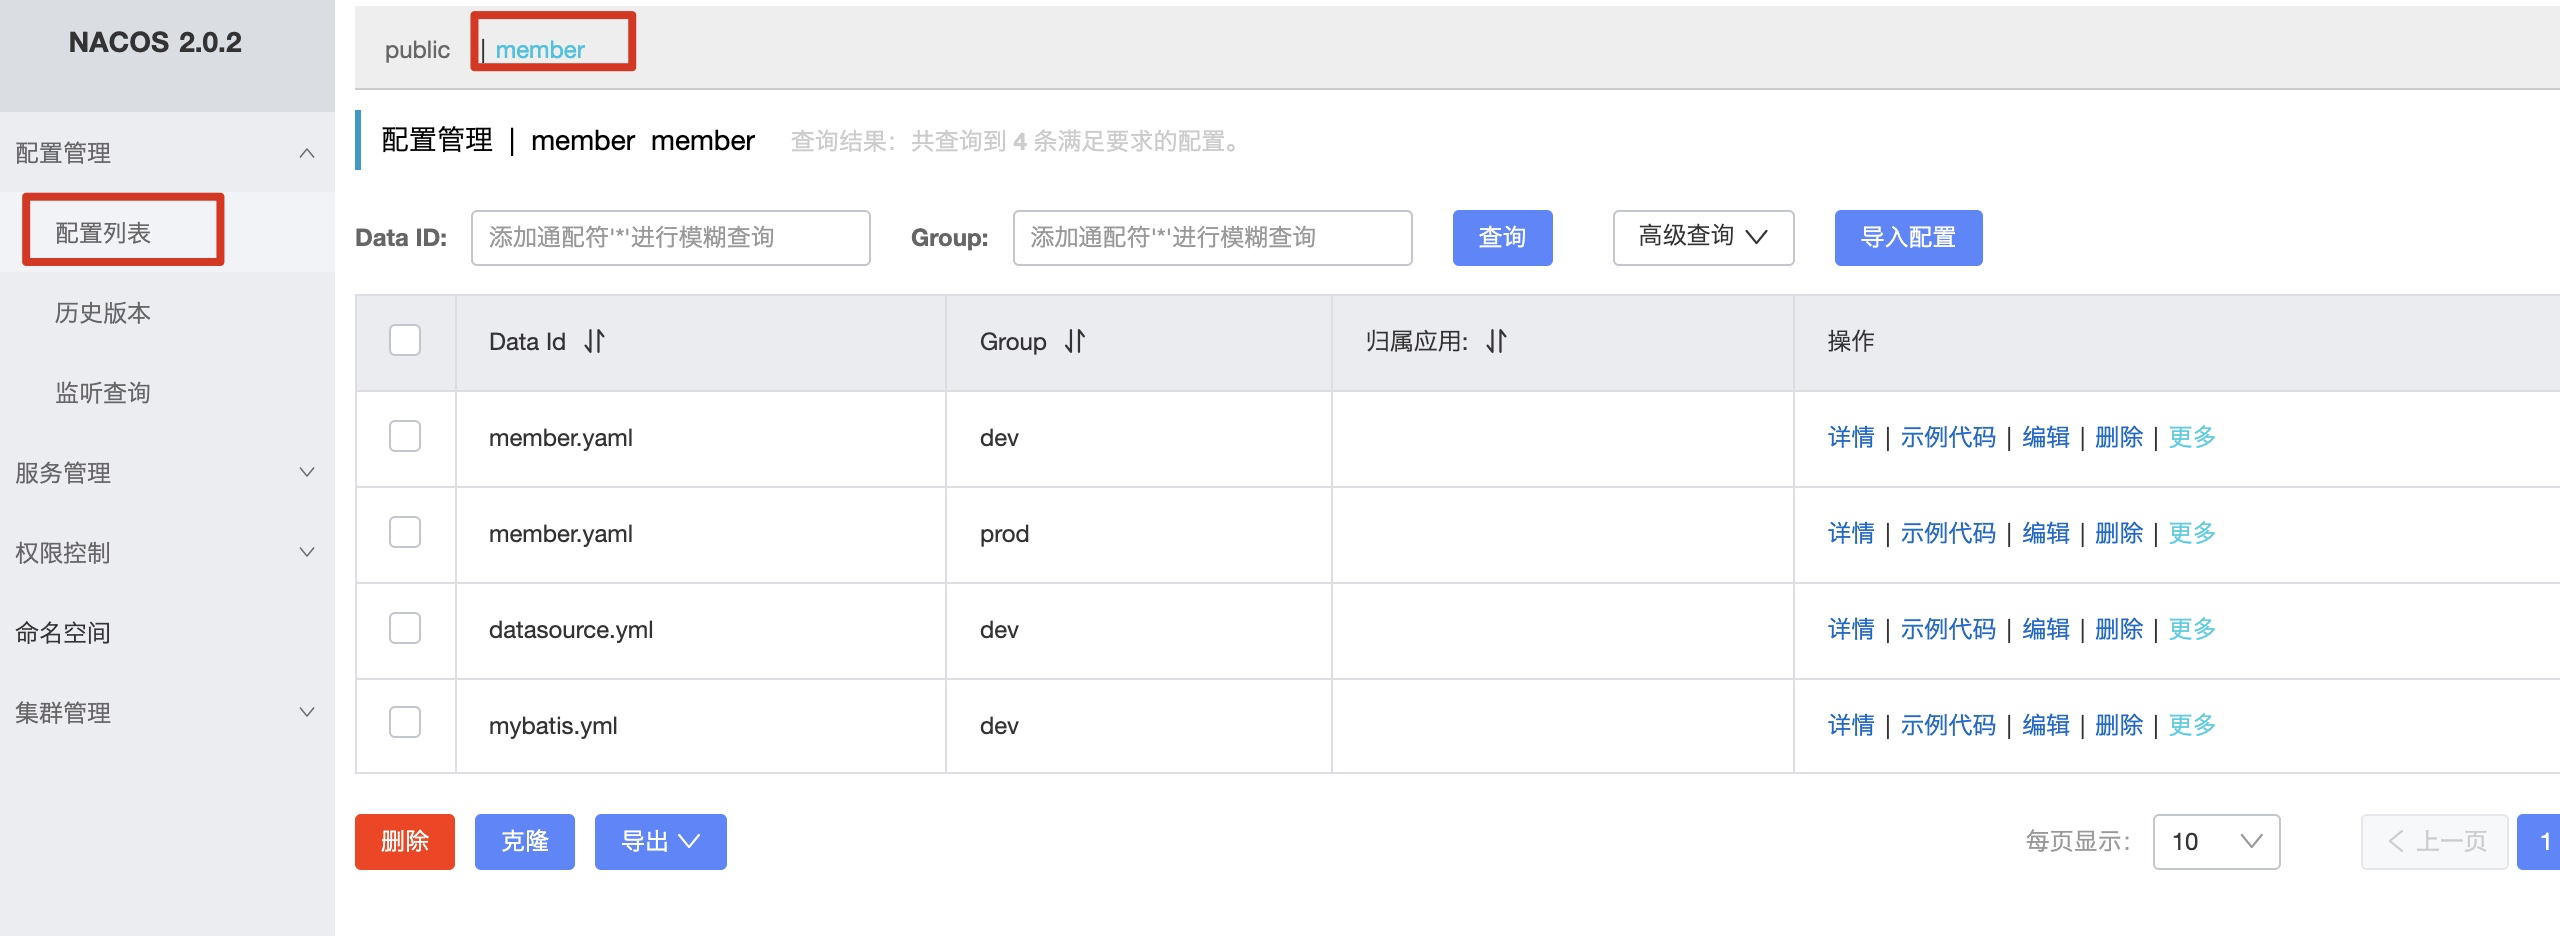 NACOS 2.0.2
public | member
配置管理
配置列表
历史版本
监听查询
服务管理
权限控制
命名空间
集群管理
配置管理 | member member 查询结果：共查询到 4 条满足要求的配置。
Data ID: 添加通配符'*'进行模糊查询 Group: 添加通配符'*'进行模糊查询 查询 高级查询 导入配置
Data Id Group 归属应用: 操作
member.yaml dev 详情 | 示例代码 | 编辑 | 删除 | 更多
member.yaml prod 详情 | 示例代码 | 编辑 | 删除 | 更多
datasource.yml dev 详情 | 示例代码 | 编辑 | 删除 | 更多
mybatis.yml dev 详情 | 示例代码 | 编辑 | 删除 | 更多
删除 克隆 导出 每页显示: 10 上一页 1